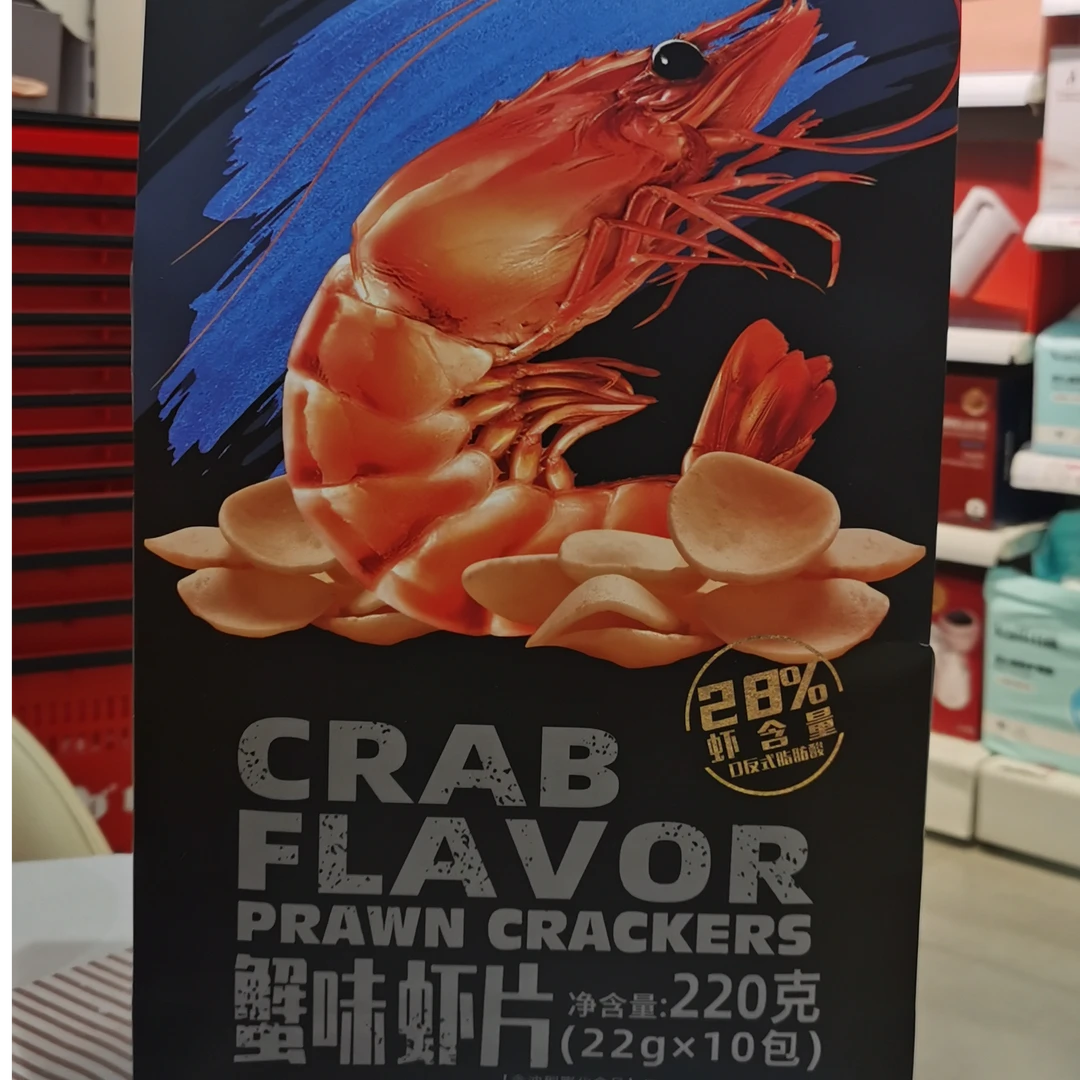 28%
虾含量
0反式脂肪酸
CRAB
FLAVOR
PRAWN CRACKERS
蟹味虾片 净含量:220克
(22g×10包)